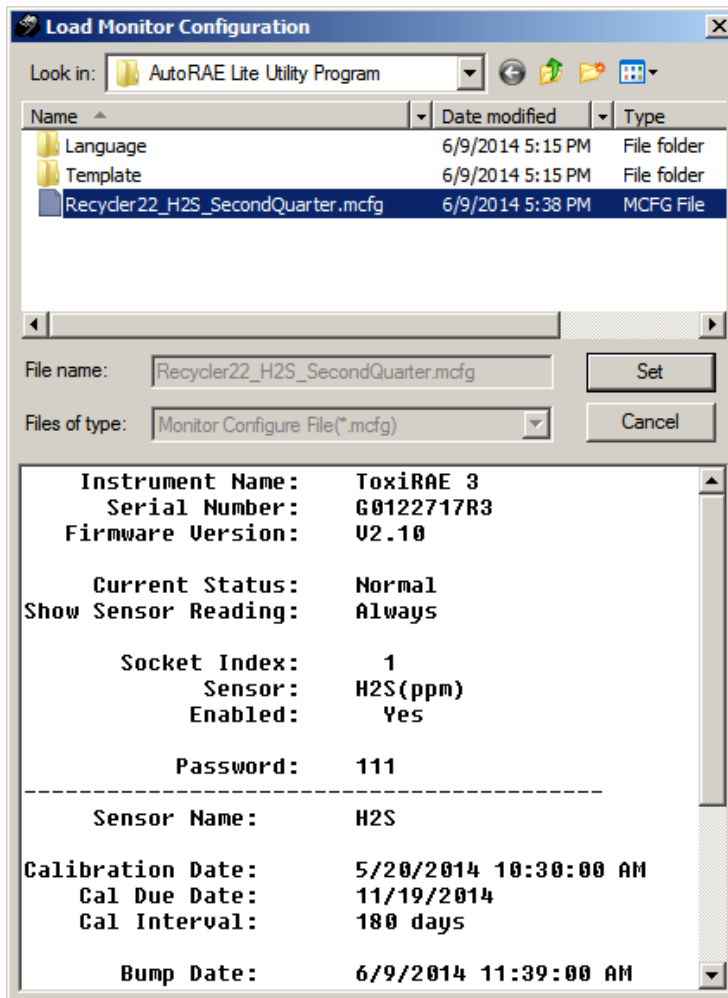 Load Monitor Configuration
Look in: AutoRAE Lite Utility Program
Name Date modified Type
Language 6/9/2014 5:15 PM File folder
Template 6/9/2014 5:15 PM File folder
Recycler22_H2S_SecondQuarter.mcfg 6/9/2014 5:38 PM MCFG File
File name: Recycler22_H2S_SecondQuarter.mcfg Set
Files of type: Monitor Configure File(*.mcfg) Cancel
Instrument Name: ToxiRAE 3
Serial Number: G0122717R3
Firmware Version: V2.10
Current Status: Normal
Show Sensor Reading: Always
Socket Index: 1
Sensor: H2S(ppm)
Enabled: Yes
Password: 111
------------------------------------------
Sensor Name: H2S
Calibration Date: 5/20/2014 10:30:00 AM
Cal Due Date: 11/19/2014
Cal Interval: 180 days
Bump Date: 6/9/2014 11:39:00 AM